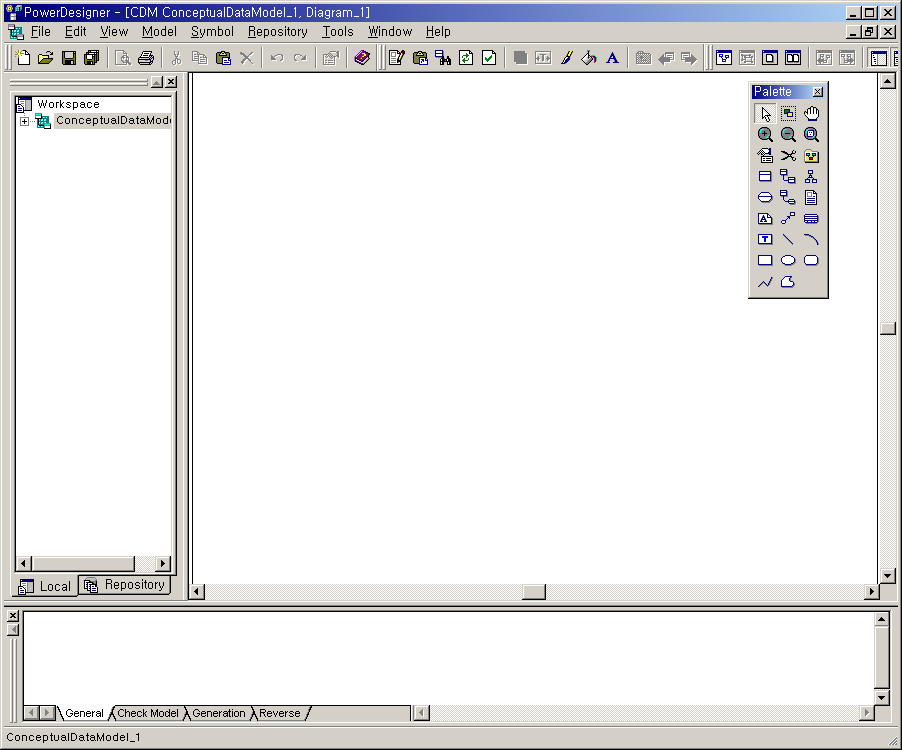 PowerDesigner - [CDM ConceptualDataModel_1, Diagram_1]
File Edit View Model Symbol Repository Tools Window Help
Workspace
ConceptualDataMod
Palette
Local Repository
General Check Model Generation Reverse
ConceptualDataModel_1